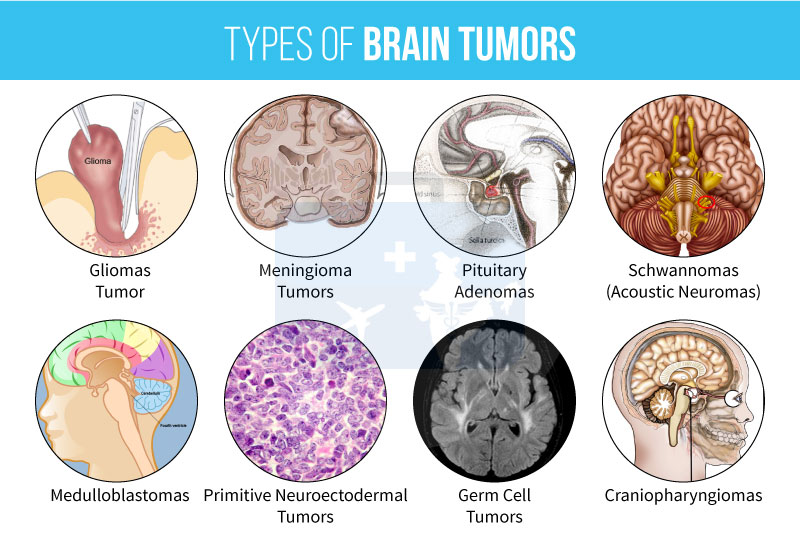 TYPES OF BRAIN TUMORS
Glioma
Sella turcica
Gliomas
Tumor
Meningioma
Tumors
Pituitary
Adenomas
Schwannomas
(Acoustic Neuromas)
Cerebellum
Fourth ventricle
Medulloblastomas
Primitive Neuroectodermal
Tumors
Germ Cell
Tumors
Craniopharyngiomas